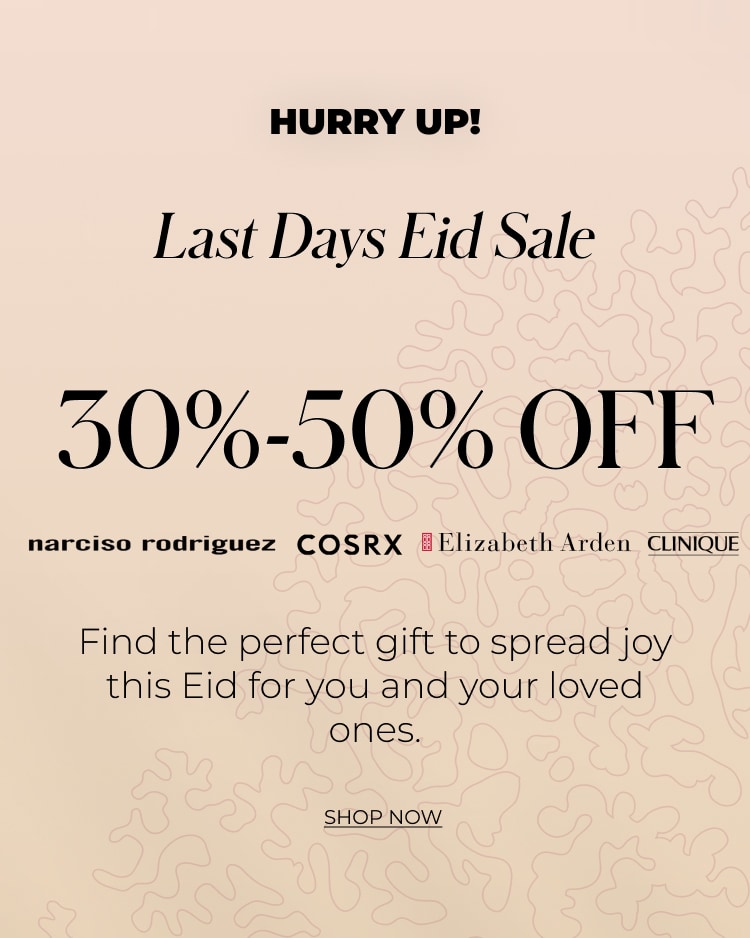 HURRY UP!
Last Days Eid Sale
30%-50% OFF
narciso rodriguez COSRX Elizabeth Arden CLINIQUE
Find the perfect gift to spread joy
this Eid for you and your loved
ones.
SHOP NOW